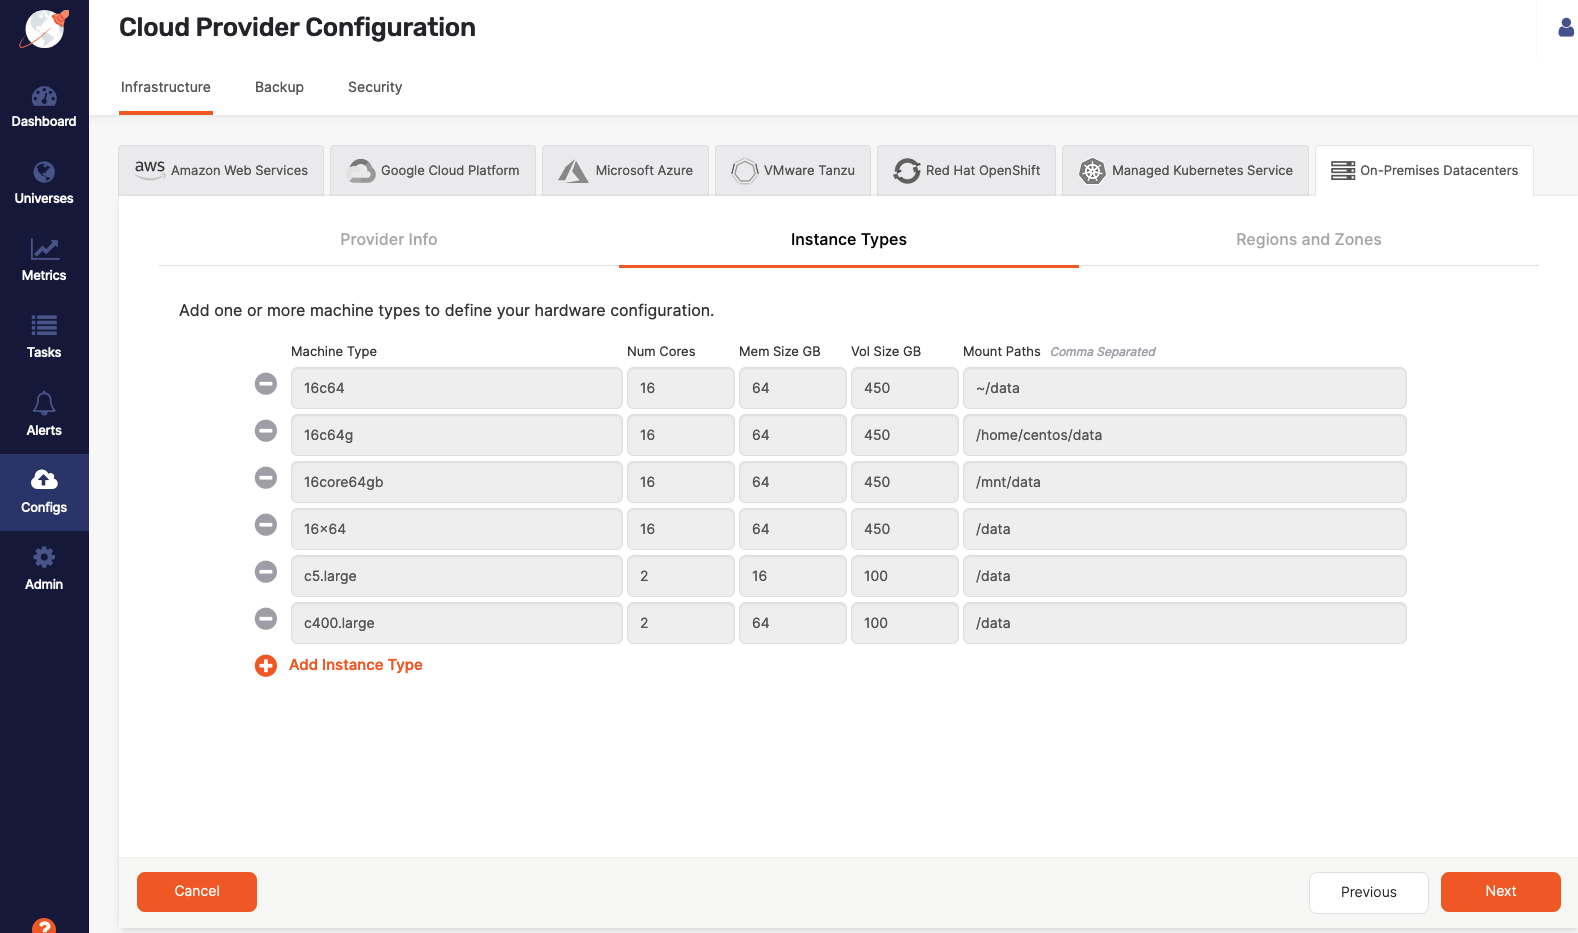 Cloud Provider Configuration
Infrastructure Backup Security
Dashboard
Universes
Metrics
Tasks
Alerts
Configs
Admin
?
aws Amazon Web Services Google Cloud Platform Microsoft Azure VMware Tanzu Red Hat OpenShift Managed Kubernetes Service On-Premises Datacenters
Provider Info Instance Types Regions and Zones
Add one or more machine types to define your hardware configuration.
Machine Type Num Cores Mem Size GB Vol Size GB Mount Paths Comma Separated
16c64 16 64 450 ~/data
16c64g 16 64 450 /home/centos/data
16core64gb 16 64 450 /mnt/data
16x64 16 64 450 /data
c5.large 2 16 100 /data
c400.large 2 64 100 /data
Add Instance Type
Cancel Previous Next